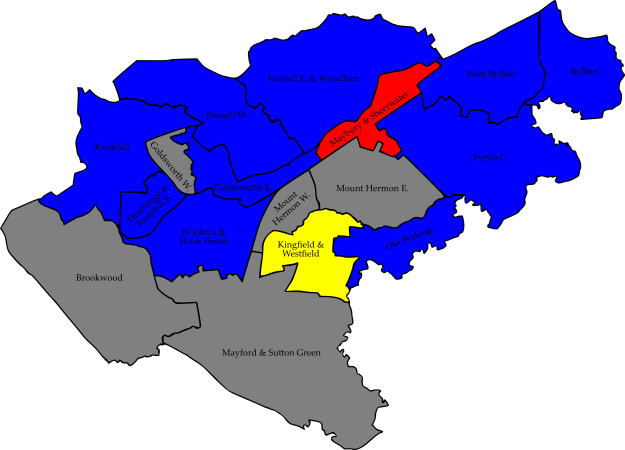 Horsell E. & Woodham
West Byfleet
Byfleet
Maybury & Sheerwater
Horsell W.
Knaphill
Goldsworth W.
Pyrford
Goldsworth E.
Mount Hermon E.
Hermitage &
Knaphill S.
Mount
Hermon W.
St John's &
Hook Heath
Old Woking
Kingfield &
Westfield
Brookwood
Mayford & Sutton Green